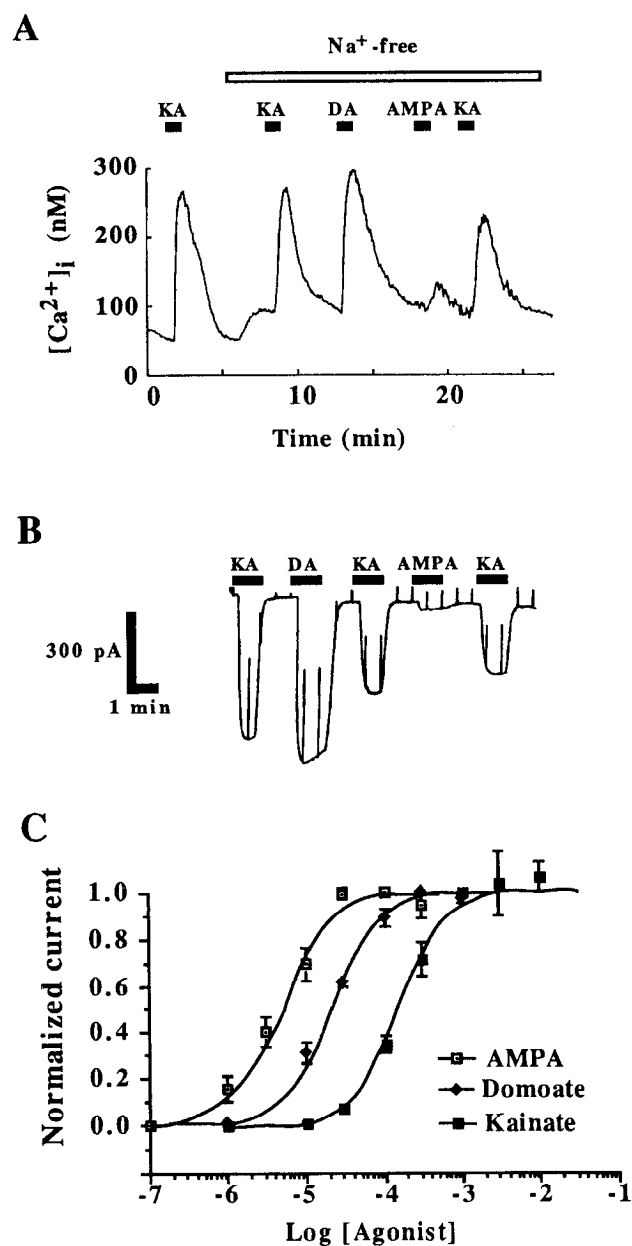 A
Na+-free
KA KA DA AMPA KA
300
200
100
0
[Ca2+]i (nM)
0 10 20
Time (min)
B
KA DA KA AMPA KA
300 pA
1 min
C
1.0
0.8
0.6
0.4
0.2
0.0
Normalized current
AMPA
Domoate
Kainate
-7 -6 -5 -4 -3 -2 -1
Log [Agonist]